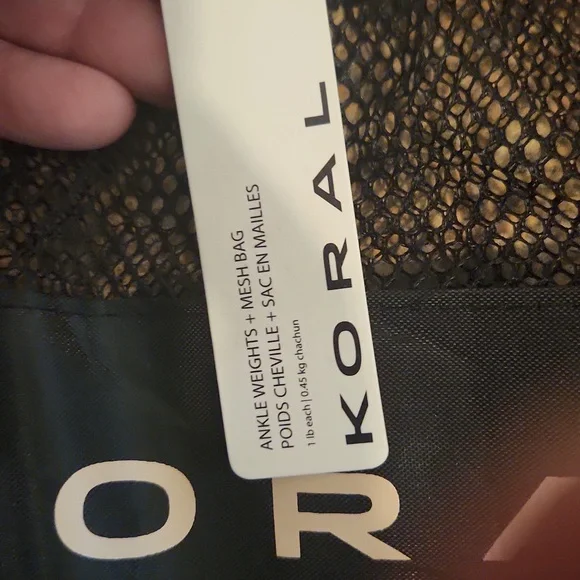 ANKLE WEIGHTS + MESH BAG
POIDS CHEVILLE + SAC EN MAILLES
1 lb each | 0.45 kg chachun
KORAL
ORA